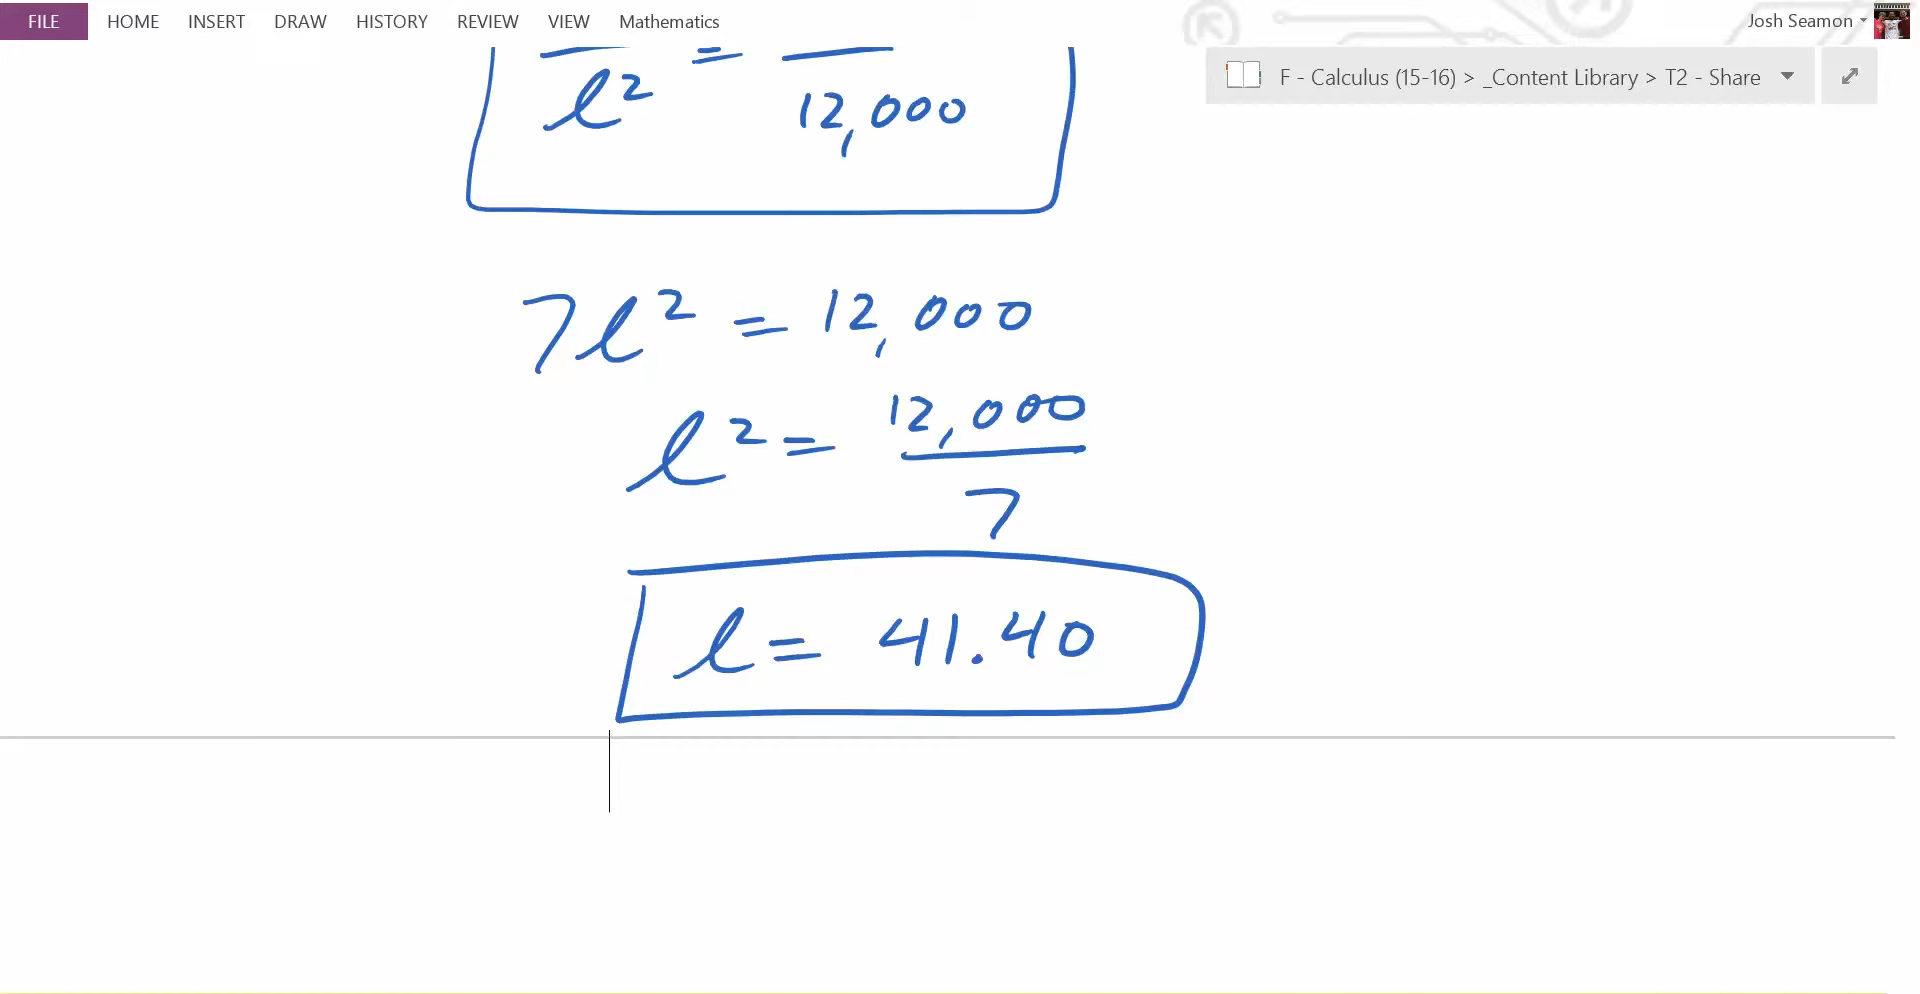 FILE HOME INSERT DRAW HISTORY REVIEW VIEW Mathematics Josh Seamon
F - Calculus (15-16) > _Content Library > T2 - Share
l² = 12,000
7l² = 12,000
l² = 12,000
7
l = 41.40